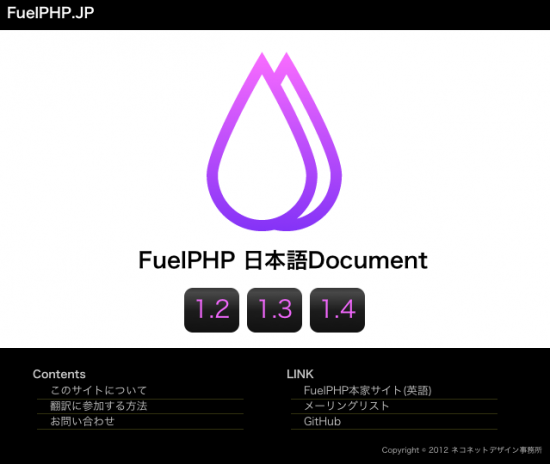 FuelPHP.JP
FuelPHP 日本語Document
1.2 1.3 1.4
Contents
このサイトについて
翻訳に参加する方法
お問い合わせ
LINK
FuelPHP本家サイト(英語)
メーリングリスト
GitHub
Copyright © 2012 ネコネットデザイン事務所